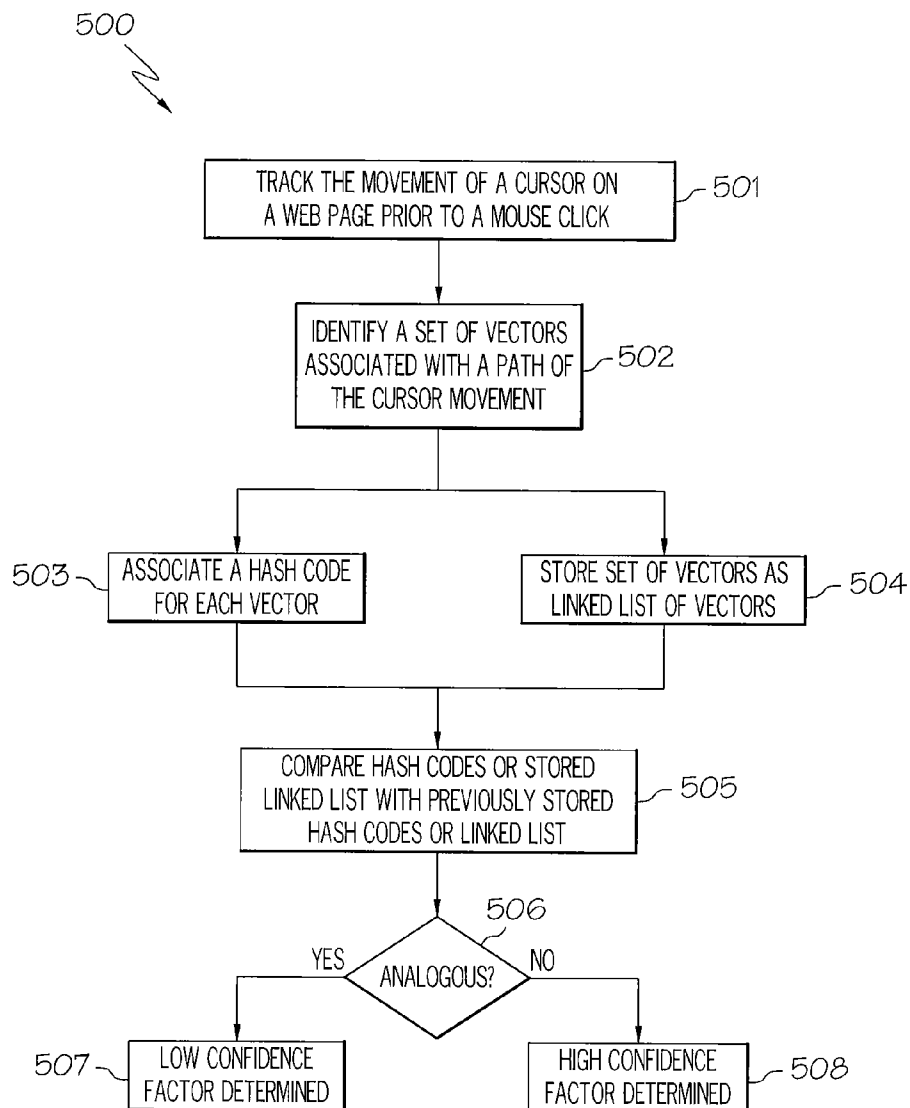 500
TRACK THE MOVEMENT OF A CURSOR ON
A WEB PAGE PRIOR TO A MOUSE CLICK
501
IDENTIFY A SET OF VECTORS
ASSOCIATED WITH A PATH OF
THE CURSOR MOVEMENT
502
503
ASSOCIATE A HASH CODE
FOR EACH VECTOR
STORE SET OF VECTORS AS
LINKED LIST OF VECTORS
504
COMPARE HASH CODES OR STORED
LINKED LIST WITH PREVIOUSLY STORED
HASH CODES OR LINKED LIST
505
506
YES
ANALOGOUS?
NO
507
LOW CONFIDENCE
FACTOR DETERMINED
HIGH CONFIDENCE
FACTOR DETERMINED
508